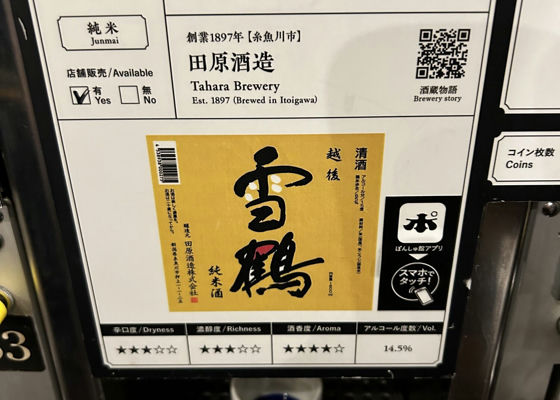 純米
Junmai
店舗販売/Available
有
Yes
無
No
創業1897年【糸魚川市】
田原酒造
Tahara Brewery
Est. 1897 (Brewed in Itoigawa)
酒蔵物語
Brewery story
コイン枚数
Coins
清酒
越後
雪鶴
純米酒
醸造元 田原酒造株式会社
ぽ
ぽんしゅ館アプリ
スマホで
タッチ!
辛口度/Dryness
★★★☆☆
濃醇度/Richness
★★★☆☆
酒香度/Aroma
★★★★☆
アルコール度数/Vol.
14.5%
33